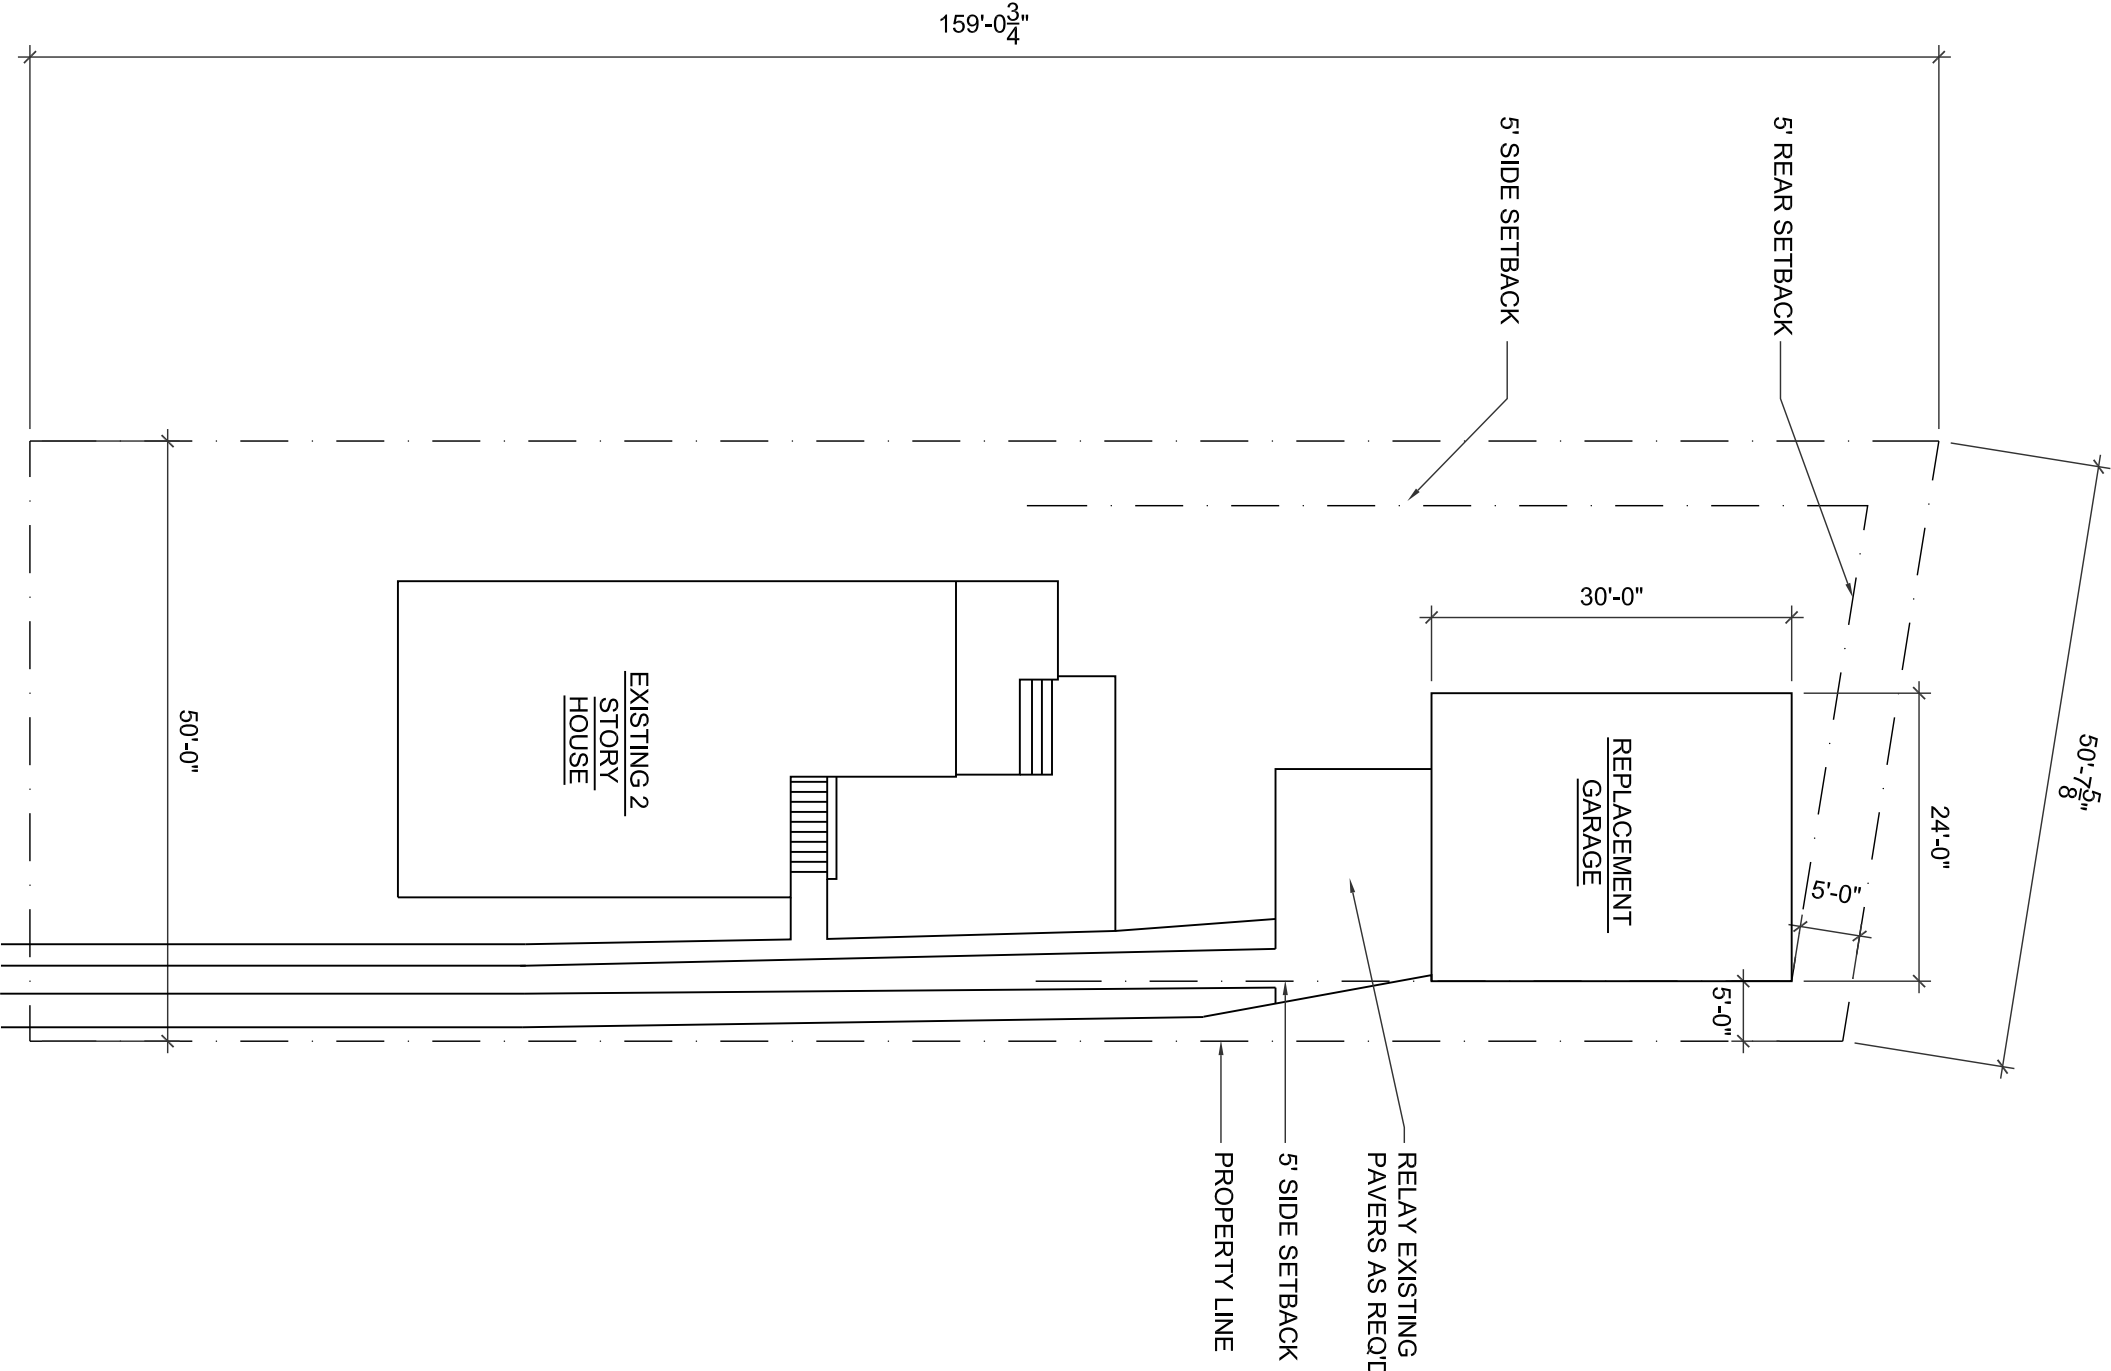 159'-0 3/4"
5' SIDE SETBACK
5' REAR SETBACK
30'-0"
50'-7 5/8"
24'-0"
5'-0"
5'-0"
REPLACEMENT
GARAGE
EXISTING 2
STORY
HOUSE
50'-0"
RELAY EXISTING
PAVERS AS REQ'D
5' SIDE SETBACK
PROPERTY LINE